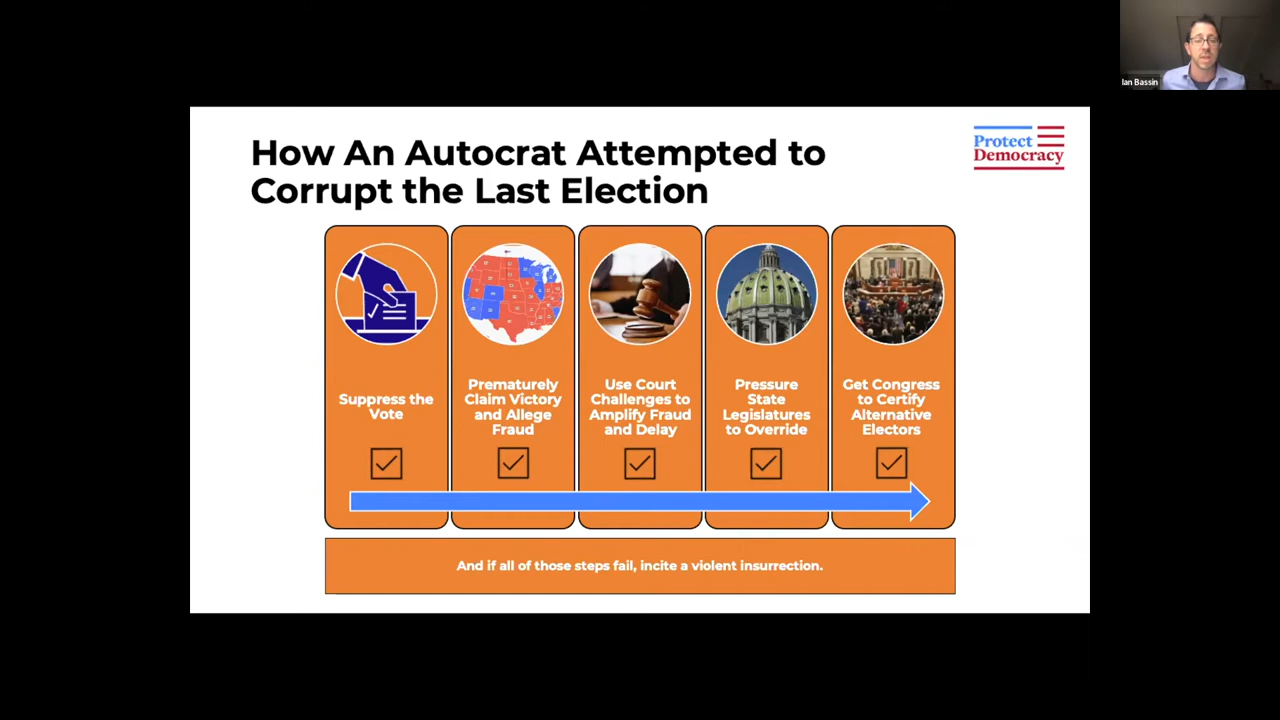 Ian Bassin
How An Autocrat Attempted to
Corrupt the Last Election
Protect
Democracy
Suppress the
Vote
Prematurely
Claim Victory
and Allege
Fraud
Use Court
Challenges to
Amplify Fraud
and Delay
Pressure
State
Legislatures
to Override
Get Congress
to Certify
Alternative
Electors
And if all of those steps fail, incite a violent insurrection.